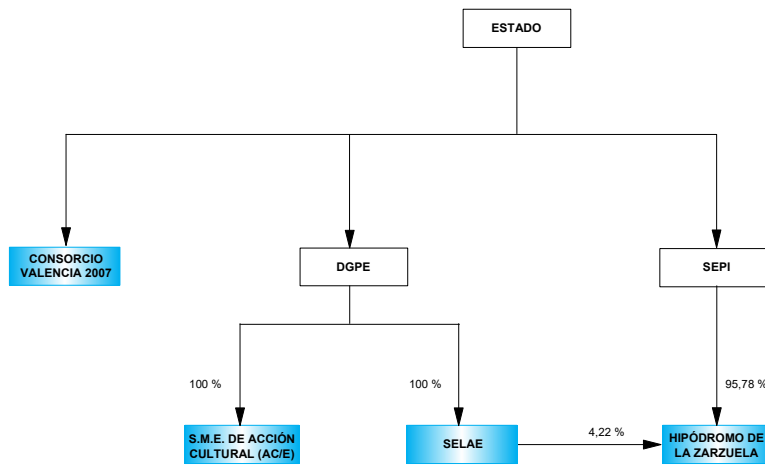 ESTADO
CONSORCIO
VALENCIA 2007
DGPE
SEPI
100 %
100 %
95,78 %
S.M.E. DE ACCIÓN
CULTURAL (AC/E)
SELAE
4,22 %
HIPÓDROMO DE
LA ZARZUELA